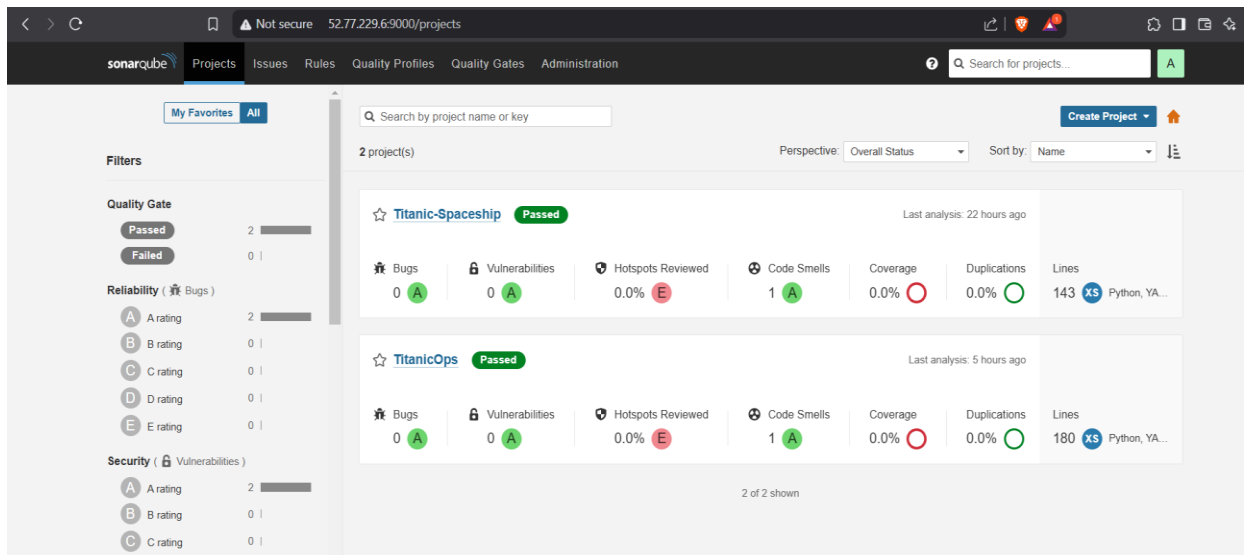 Not secure 52.77.229.6:9000/projects
1
sonarqube Projects Issues Rules Quality Profiles Quality Gates Administration
? Search for projects... A
My Favorites All
Filters
Quality Gate
Passed 2
Failed 0
Reliability ( Bugs )
A A rating 2
B B rating 0
C C rating 0
D D rating 0
E E rating 0
Security ( Vulnerabilities )
A A rating 2
B B rating 0
C C rating 0
Search by project name or key Create Project
2 project(s) Perspective: Overall Status Sort by: Name
Titanic-Spaceship Passed Last analysis: 22 hours ago
Bugs Vulnerabilities Hotspots Reviewed Code Smells Coverage Duplications Lines
0 A 0 A 0.0% E 1 A 0.0% 0.0% 143 XS Python, YA...
TitanicOps Passed Last analysis: 5 hours ago
Bugs Vulnerabilities Hotspots Reviewed Code Smells Coverage Duplications Lines
0 A 0 A 0.0% E 1 A 0.0% 0.0% 180 XS Python, YA...
2 of 2 shown